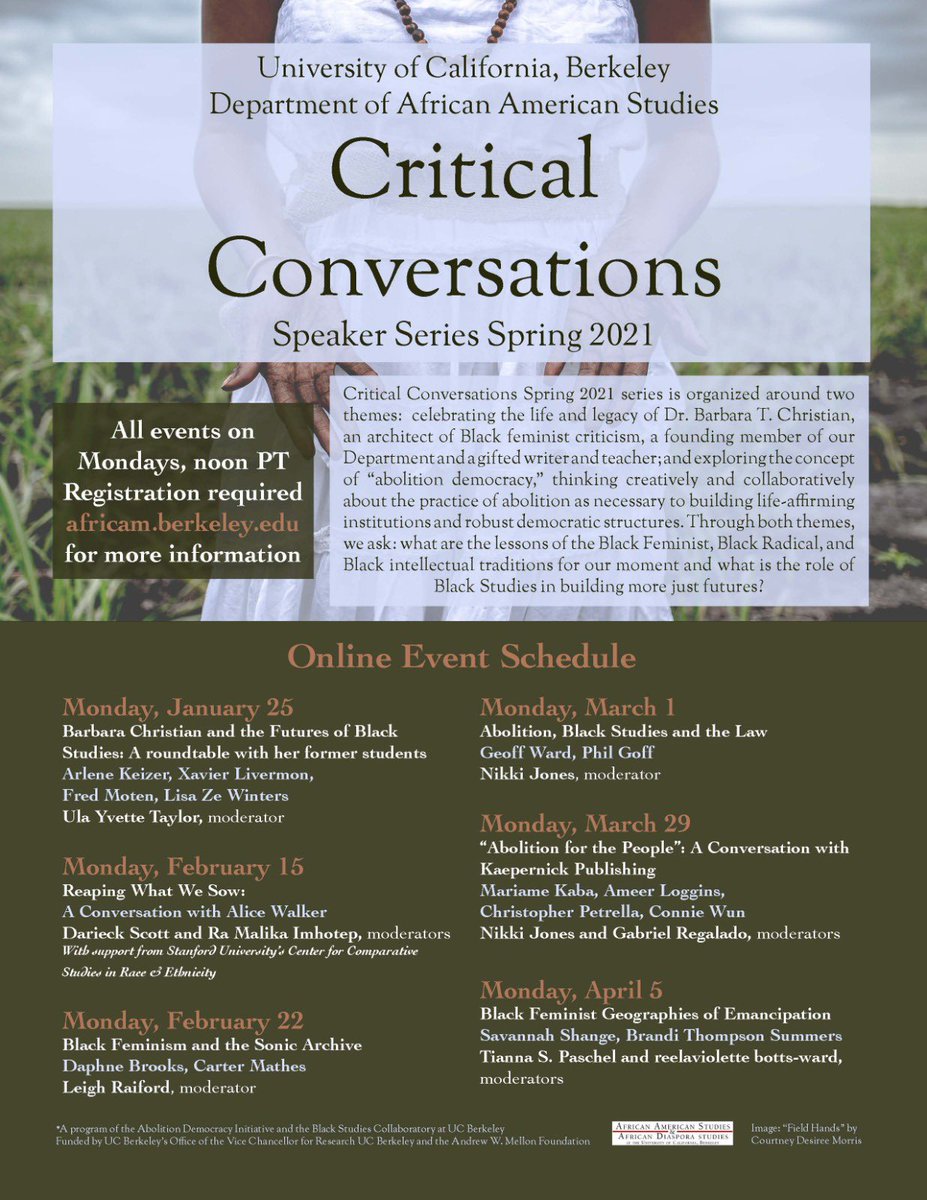 University of California, Berkeley
Department of African American Studies
Critical
Conversations
Speaker Series Spring 2021
All events on
Mondays, noon PT
Registration required
africam.berkeley.edu
for more information
Critical Conversations Spring 2021 series is organized around two
themes: celebrating the life and legacy of Dr. Barbara T. Christian,
an architect of Black feminist criticism, a founding member of our
Department and a gifted writer and teacher; and exploring the concept
of “abolition democracy,” thinking creatively and collaboratively
about the practice of abolition as necessary to building life-affirming
institutions and robust democratic structures. Through both themes,
we ask: what are the lessons of the Black Feminist, Black Radical, and
Black intellectual traditions for our moment and what is the role of
Black Studies in building more just futures?
Online Event Schedule
Monday, January 25
Barbara Christian and the Futures of Black
Studies: A roundtable with her former students
Arlene Keizer, Xavier Livermon,
Fred Moten, Lisa Ze Winters
Ula Yvette Taylor, moderator
Monday, February 15
Reaping What We Sow:
A Conversation with Alice Walker
Darieck Scott and Ra Malika Imhotep, moderators
With support from Stanford University's Center for Comparative
Studies in Race & Ethnicity
Monday, February 22
Black Feminism and the Sonic Archive
Daphne Brooks, Carter Mathes
Leigh Raiford, moderator
Monday, March 1
Abolition, Black Studies and the Law
Geoff Ward, Phil Goff
Nikki Jones, moderator
Monday, March 29
“Abolition for the People”: A Conversation with
Kaepernick Publishing
Mariame Kaba, Ameer Loggins,
Christopher Petrella, Connie Wun
Nikki Jones and Gabriel Regalado, moderators
Monday, April 5
Black Feminist Geographies of Emancipation
Savannah Shange, Brandi Thompson Summers
Tianna S. Paschel and reelaviolette botts-ward,
moderators
*A program of the Abolition Democracy Initiative and the Black Studies Collaboratory at UC Berkeley
Funded by UC Berkeley's Office of the Vice Chancellor for Research UC Berkeley and the Andrew W. Mellon Foundation
African American Studies
&
African Diaspora studies
at the University of California, Berkeley
Image: “Field Hands” by
Courtney Desiree Morris